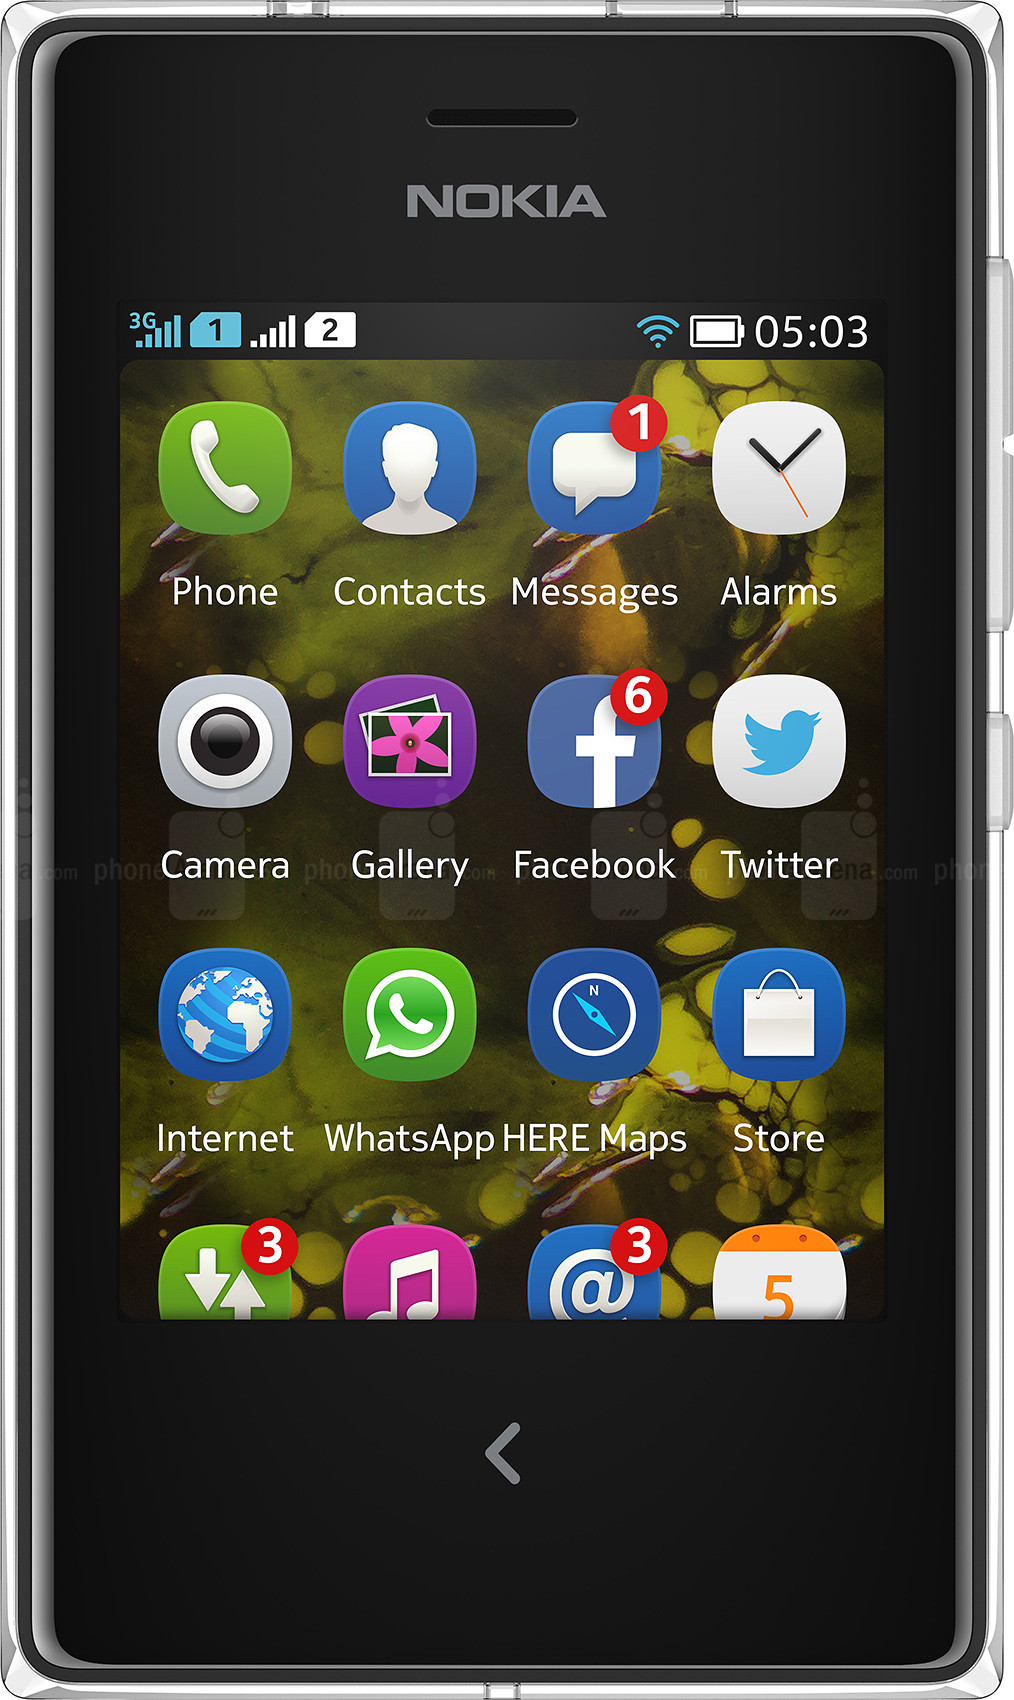 NOKIA
3G 1 2 05:03
1
Phone Contacts Messages Alarms
6
Camera Gallery Facebook Twitter
N
Internet WhatsApp HERE Maps Store
3 3
@ 5